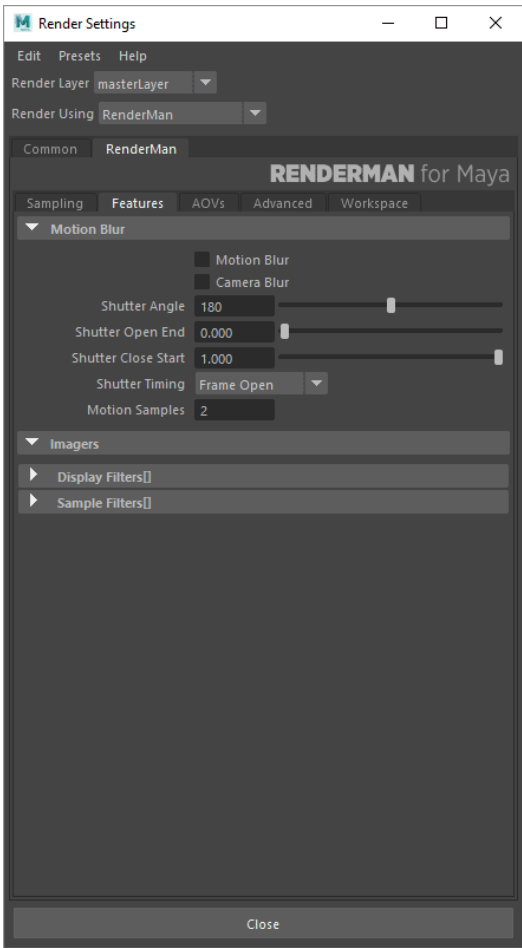 Render Settings
Edit Presets Help
Render Layer masterLayer
Render Using RenderMan
Common RenderMan
RENDERMAN for Maya
Sampling Features AOVs Advanced Workspace
Motion Blur
Motion Blur
Camera Blur
Shutter Angle 180
Shutter Open End 0.000
Shutter Close Start 1.000
Shutter Timing Frame Open
Motion Samples 2
Imagers
Display Filters[]
Sample Filters[]
Close